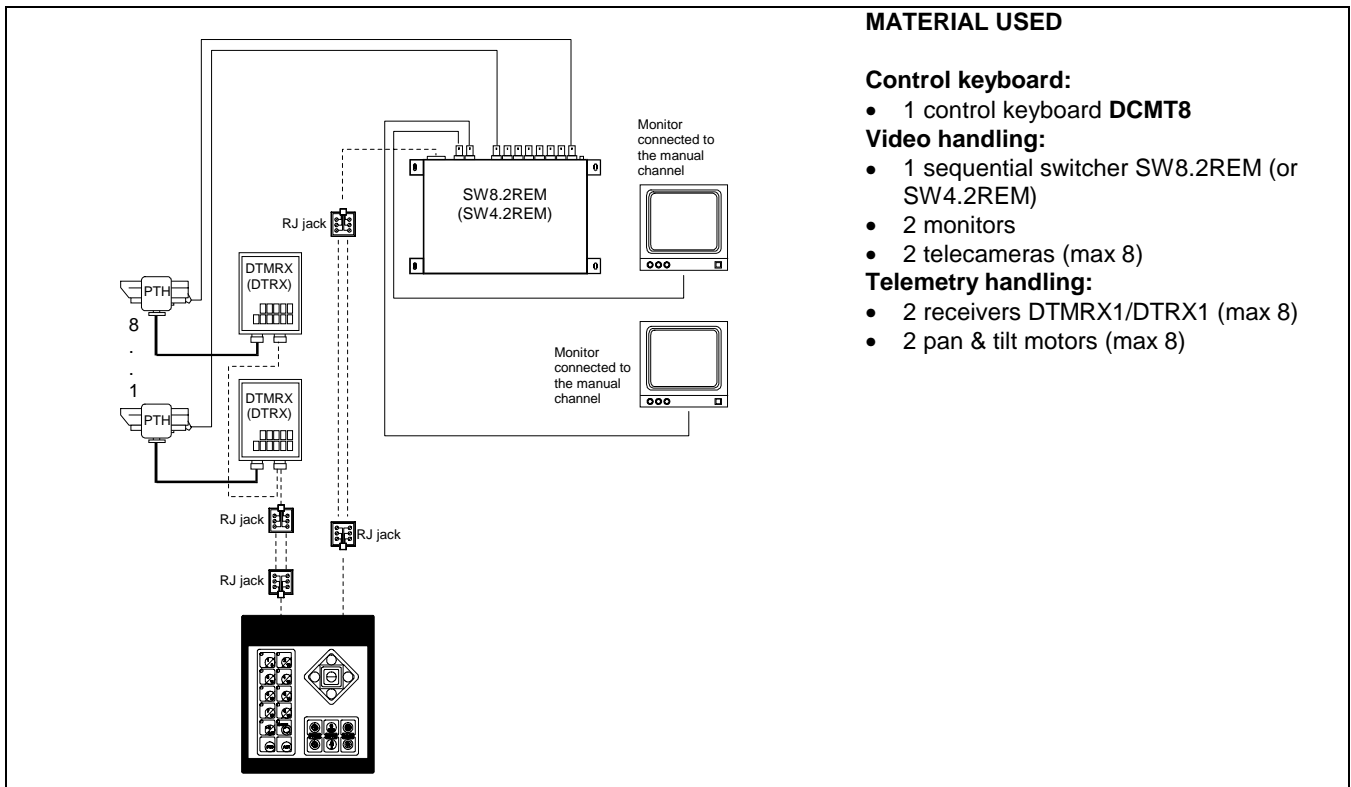 MATERIAL USED
Control keyboard:
• 1 control keyboard DCMT8
Video handling:
• 1 sequential switcher SW8.2REM (or
SW4.2REM)
• 2 monitors
• 2 telecameras (max 8)
Telemetry handling:
• 2 receivers DTMRX1/DTRX1 (max 8)
• 2 pan & tilt motors (max 8)
Monitor
connected to
the manual
channel
SW8.2REM
(SW4.2REM)
RJ jack
DTMRX
(DTRX)
PTH
8
.
.
1
Monitor
connected to
the manual
channel
DTMRX
(DTRX)
PTH
RJ jack
RJ jack
RJ jack